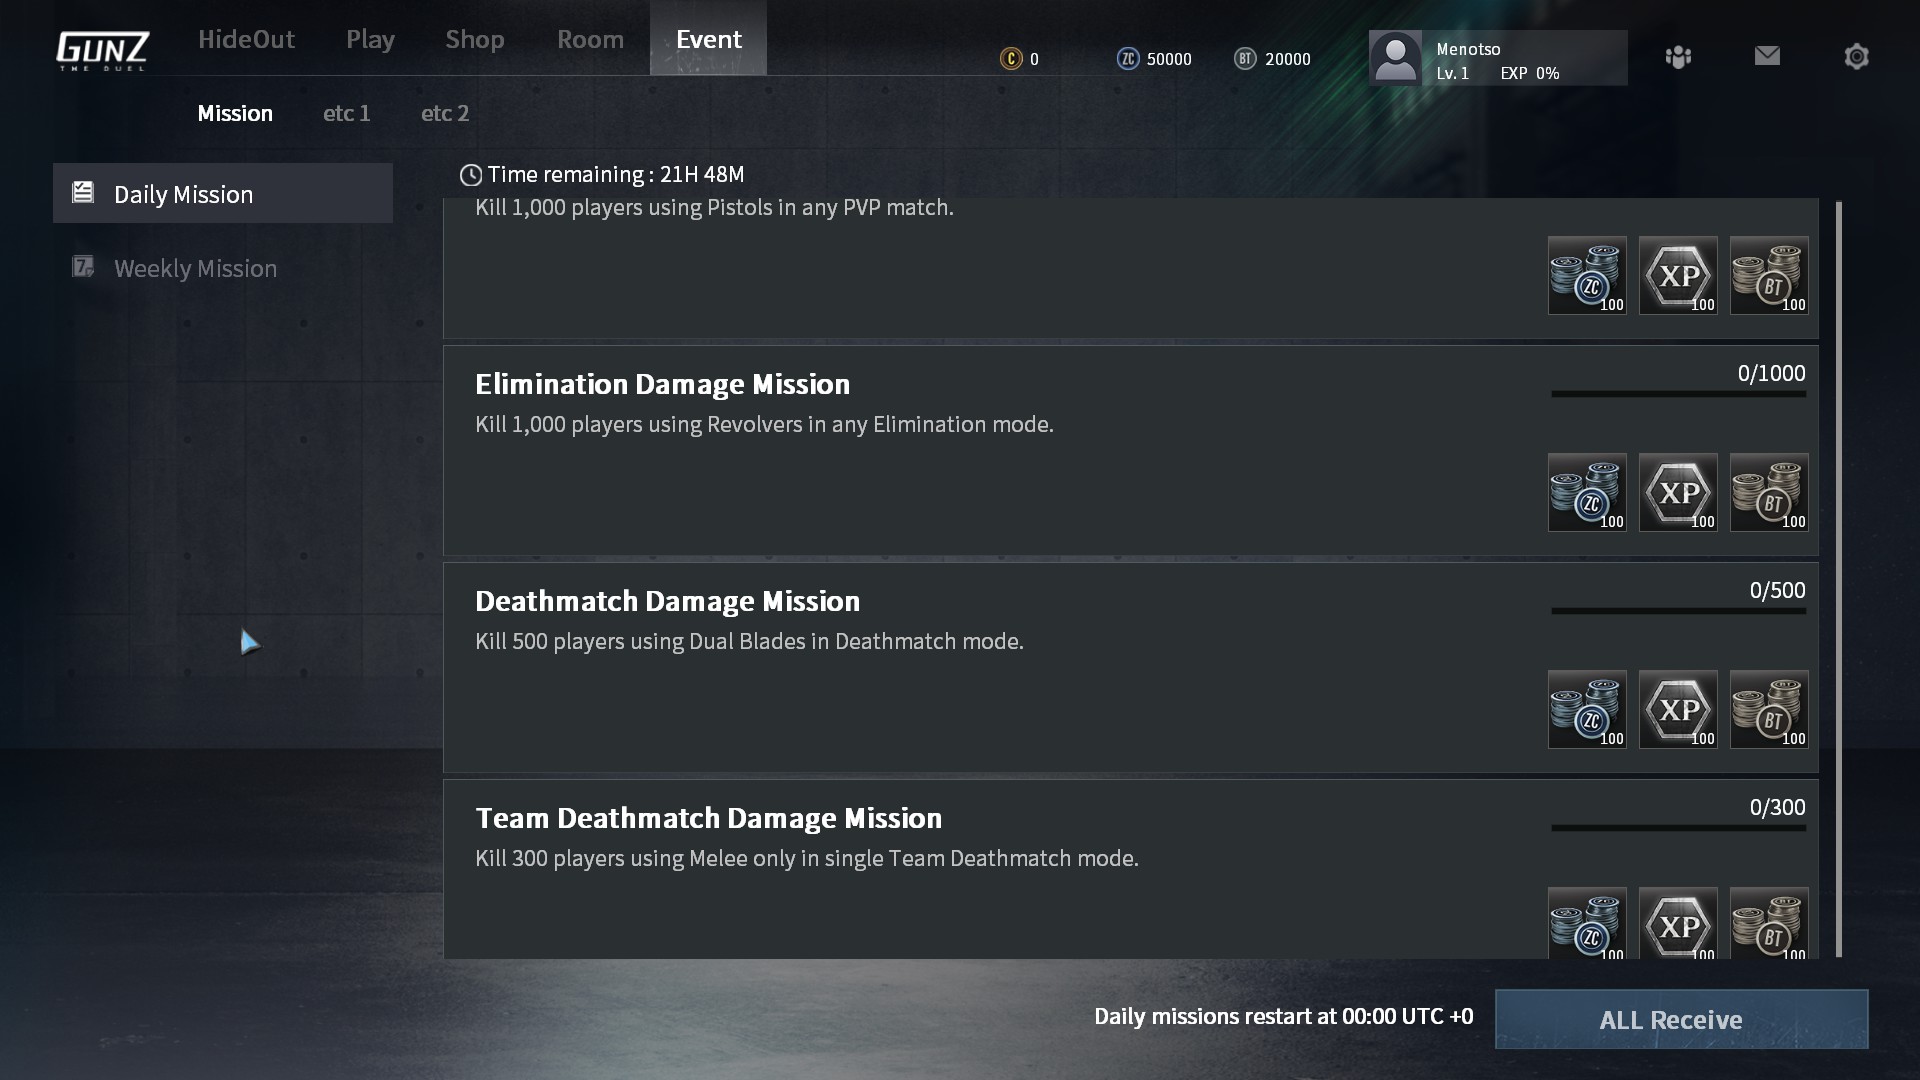 GUNZ
THE DUEL
HideOut Play Shop Room Event
C 0 ZC 50000 BT 20000
Menotso
Lv. 1 EXP 0%
Mission etc 1 etc 2
Daily Mission
Weekly Mission
Time remaining : 21H 48M
Kill 1,000 players using Pistols in any PVP match.
ZC 100 XP 100 BT 100
Elimination Damage Mission
0/1000
Kill 1,000 players using Revolvers in any Elimination mode.
ZC 100 XP 100 BT 100
Deathmatch Damage Mission
0/500
Kill 500 players using Dual Blades in Deathmatch mode.
ZC 100 XP 100 BT 100
Team Deathmatch Damage Mission
0/300
Kill 300 players using Melee only in single Team Deathmatch mode.
ZC 100 XP 100 BT 100
Daily missions restart at 00:00 UTC +0
ALL Receive